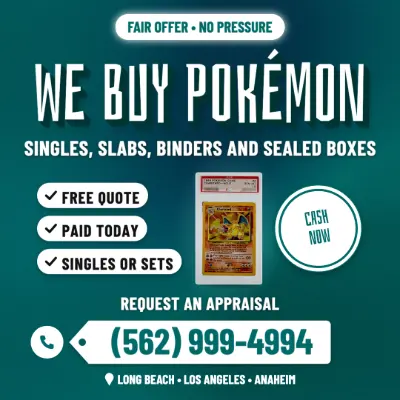 FAIR OFFER • NO PRESSURE
WE BUY POKÉMON
SINGLES, SLABS, BINDERS AND SEALED BOXES
FREE QUOTE
PAID TODAY
SINGLES OR SETS
CASH
NOW
REQUEST AN APPRAISAL
(562) 999-4994
LONG BEACH • LOS ANGELES • ANAHEIM